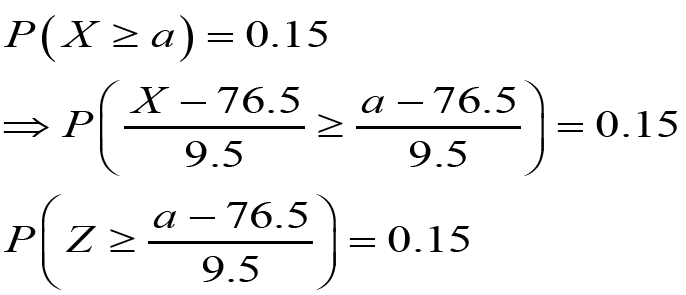 P(X ≥ a) = 0.15
⇒ P((X − 76.5)/9.5 ≥ (a − 76.5)/9.5) = 0.15
P(Z ≥ (a − 76.5)/9.5) = 0.15